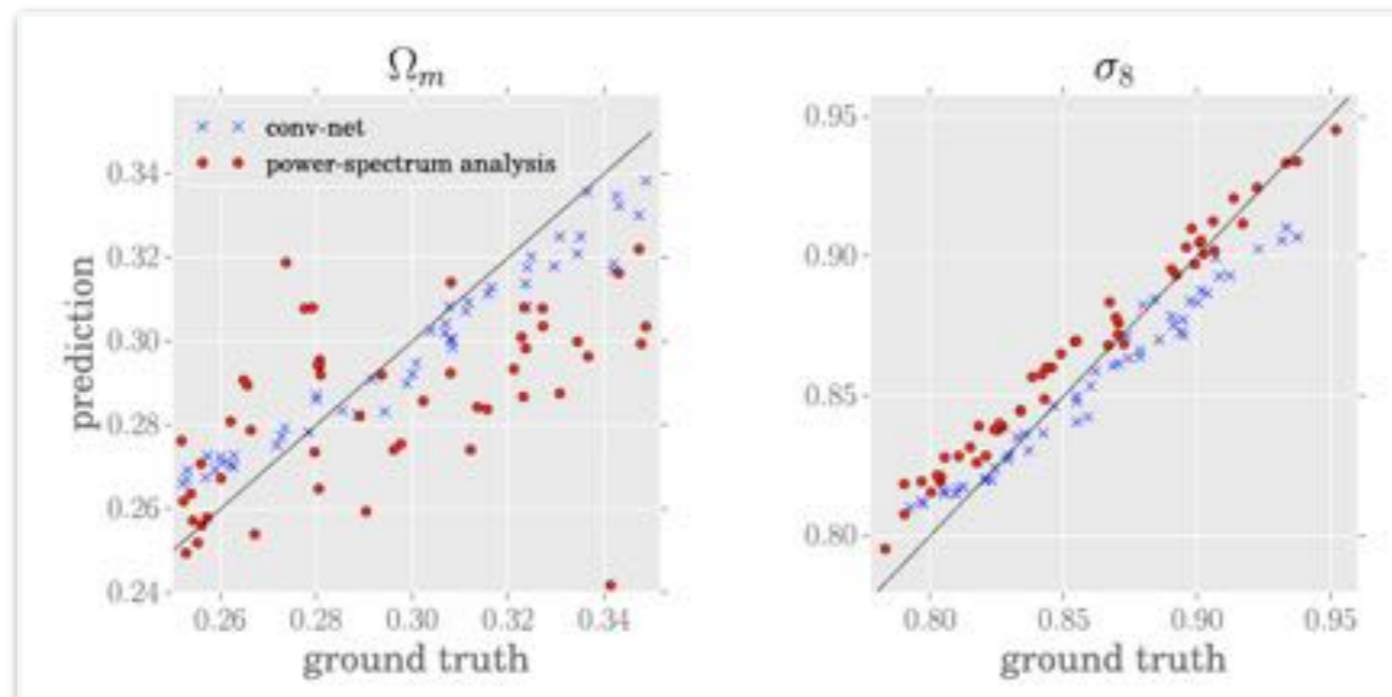 Ωm
conv-net
power-spectrum analysis
0.34
0.32
0.30
0.28
0.26
0.24
prediction
0.26 0.28 0.30 0.32 0.34
ground truth
σ8
0.95
0.90
0.85
0.80
0.80 0.85 0.90 0.95
ground truth